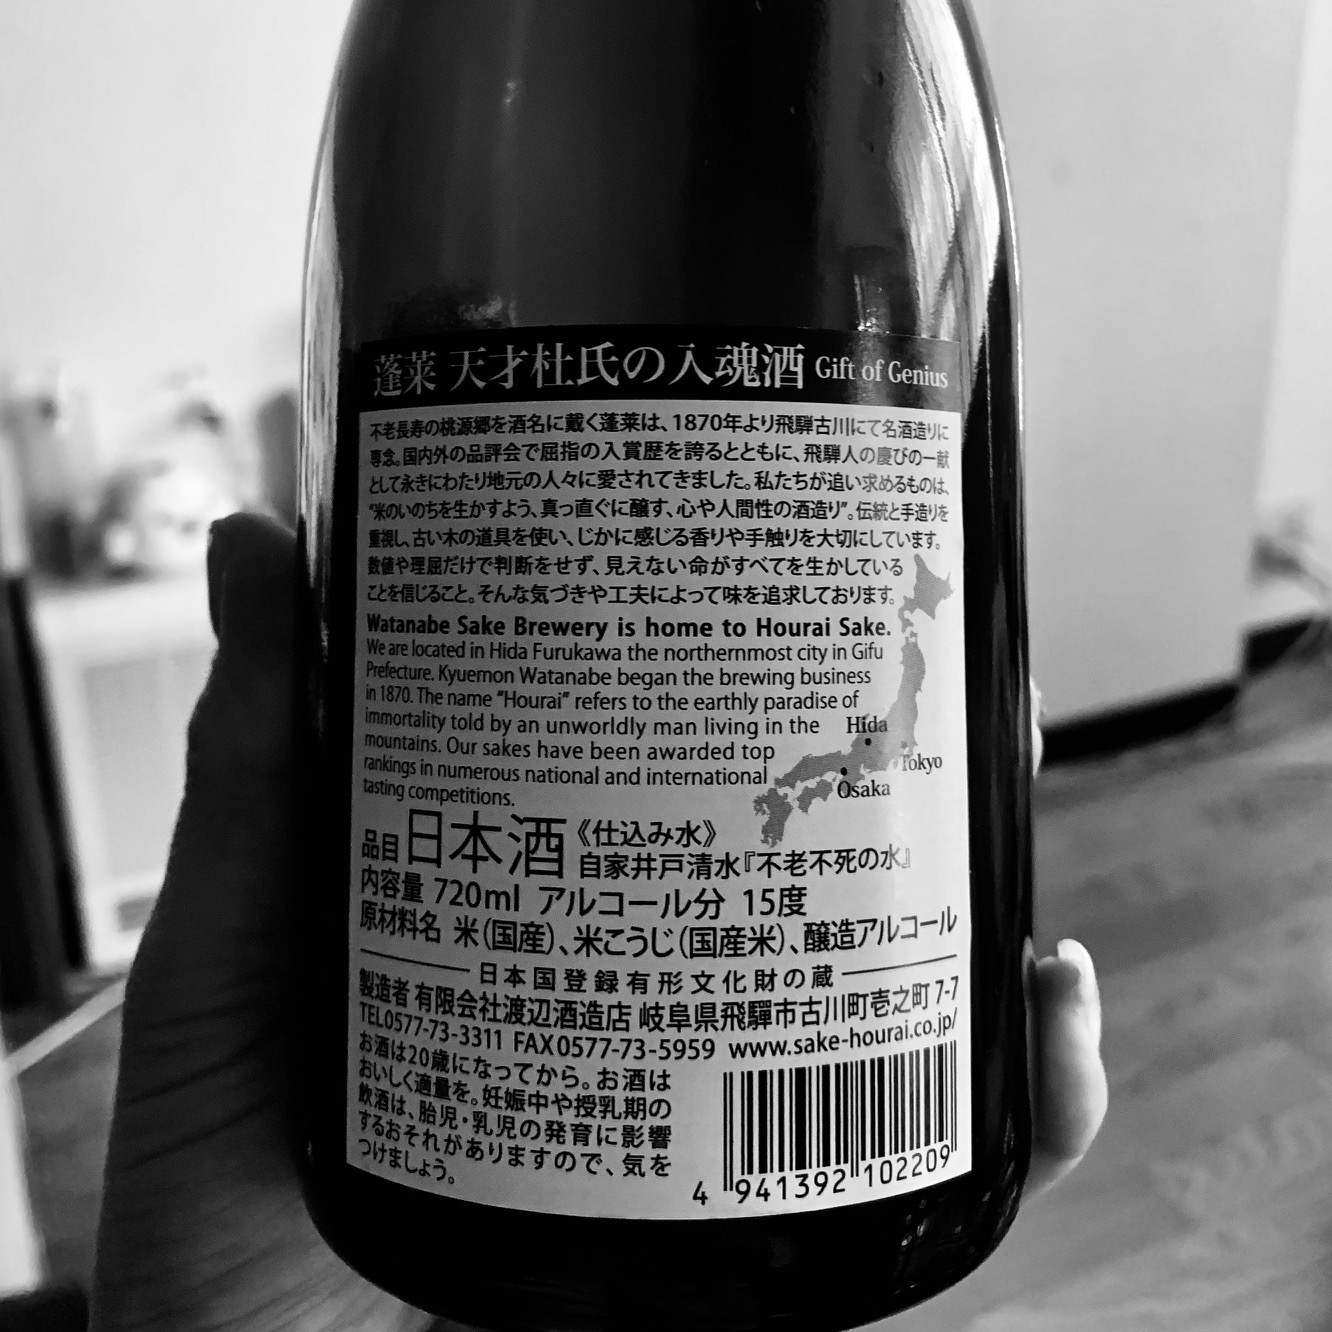 蓬莱 天才杜氏の入魂酒 Gift of Genius
不老長寿の桃源郷を酒名に戴く蓬莱は、1870年より飛騨古川にて名酒造りに
専念。国内外の品評会で屈指の入賞歴を誇るとともに、飛騨人の慶びの一献
として永きにわたり地元の人々に愛されてきました。私たちが追い求めるものは、
“米のいのちを生かすよう、真っ直ぐに醸す、心や人間性の酒造り”。伝統と手造りを
重視し、古い木の道具を使い、じかに感じる香りや手触りを大切にしています。
数値や理屈だけで判断をせず、見えない命がすべてを生かしている
ことを信じること。そんな気づきや工夫によって味を追求しております。
Watanabe Sake Brewery is home to Hourai Sake.
We are located in Hida Furukawa the northernmost city in Gifu
Prefecture. Kyuemon Watanabe began the brewing business
in 1870. The name “Hourai” refers to the earthly paradise of
immortality told by an unworldly man living in the
mountains. Our sakes have been awarded top
rankings in numerous national and international
tasting competitions.
Hida
Tokyo
Osaka
品目 日本酒 《仕込み水》
自家井戸清水『不老不死の水』
内容量 720ml アルコール分 15度
原材料名 米(国産)、米こうじ(国産米)、醸造アルコール
日本国登録有形文化財の蔵
製造者 有限会社渡辺酒造店 岐阜県飛騨市古川町壱之町 7-7
TEL0577-73-3311 FAX0577-73-5959 www.sake-hourai.co.jp/
お酒は20歳になってから。お酒は
おいしく適量を。妊娠中や授乳期の
飲酒は、胎児・乳児の発育に影響
するおそれがありますので、気を
つけましょう。
4 941392 102209